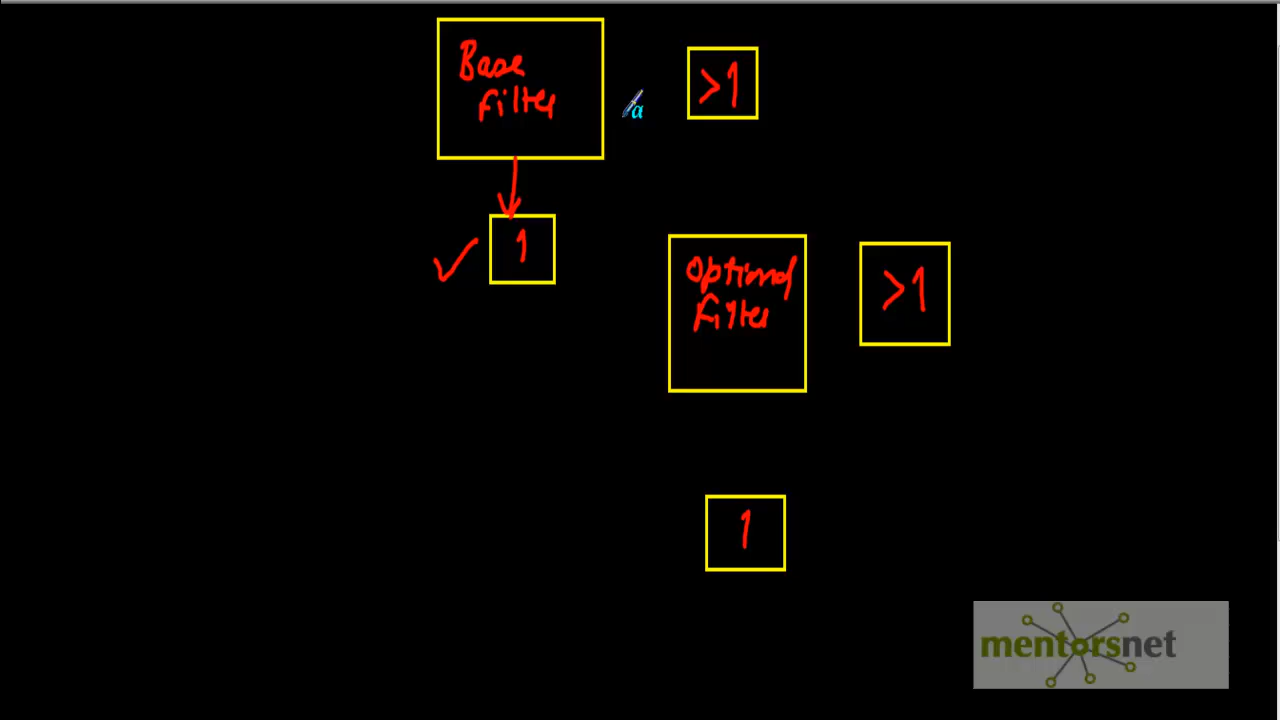 Base
Filter
>1
a
1
Optional
Filter
>1
1
mentorsnet